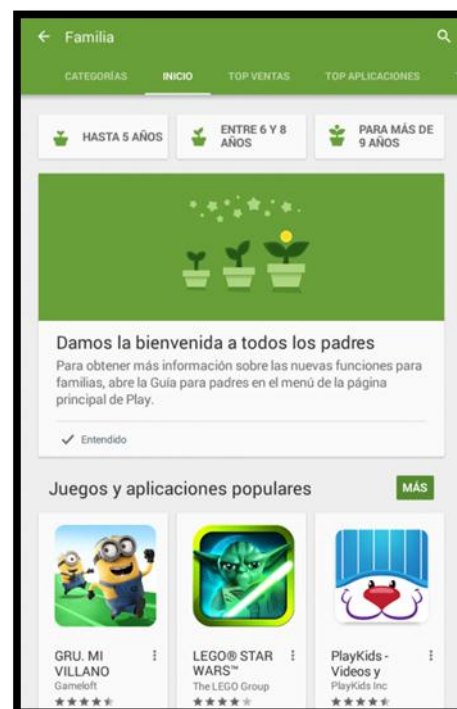 Familia
CATEGORÍAS INICIO TOP VENTAS TOP APLICACIONES
HASTA 5 AÑOS
ENTRE 6 Y 8
AÑOS
PARA MÁS DE
9 AÑOS
Damos la bienvenida a todos los padres
Para obtener más información sobre las nuevas funciones para
familias, abre la Guía para padres en el menú de la página
principal de Play.
Entendido
Juegos y aplicaciones populares
MÁS
GRU. MI
VILLANO
Gameloft
LEGO® STAR
WARS™
The LEGO Group
PlayKids -
Videos y
PlayKids Inc